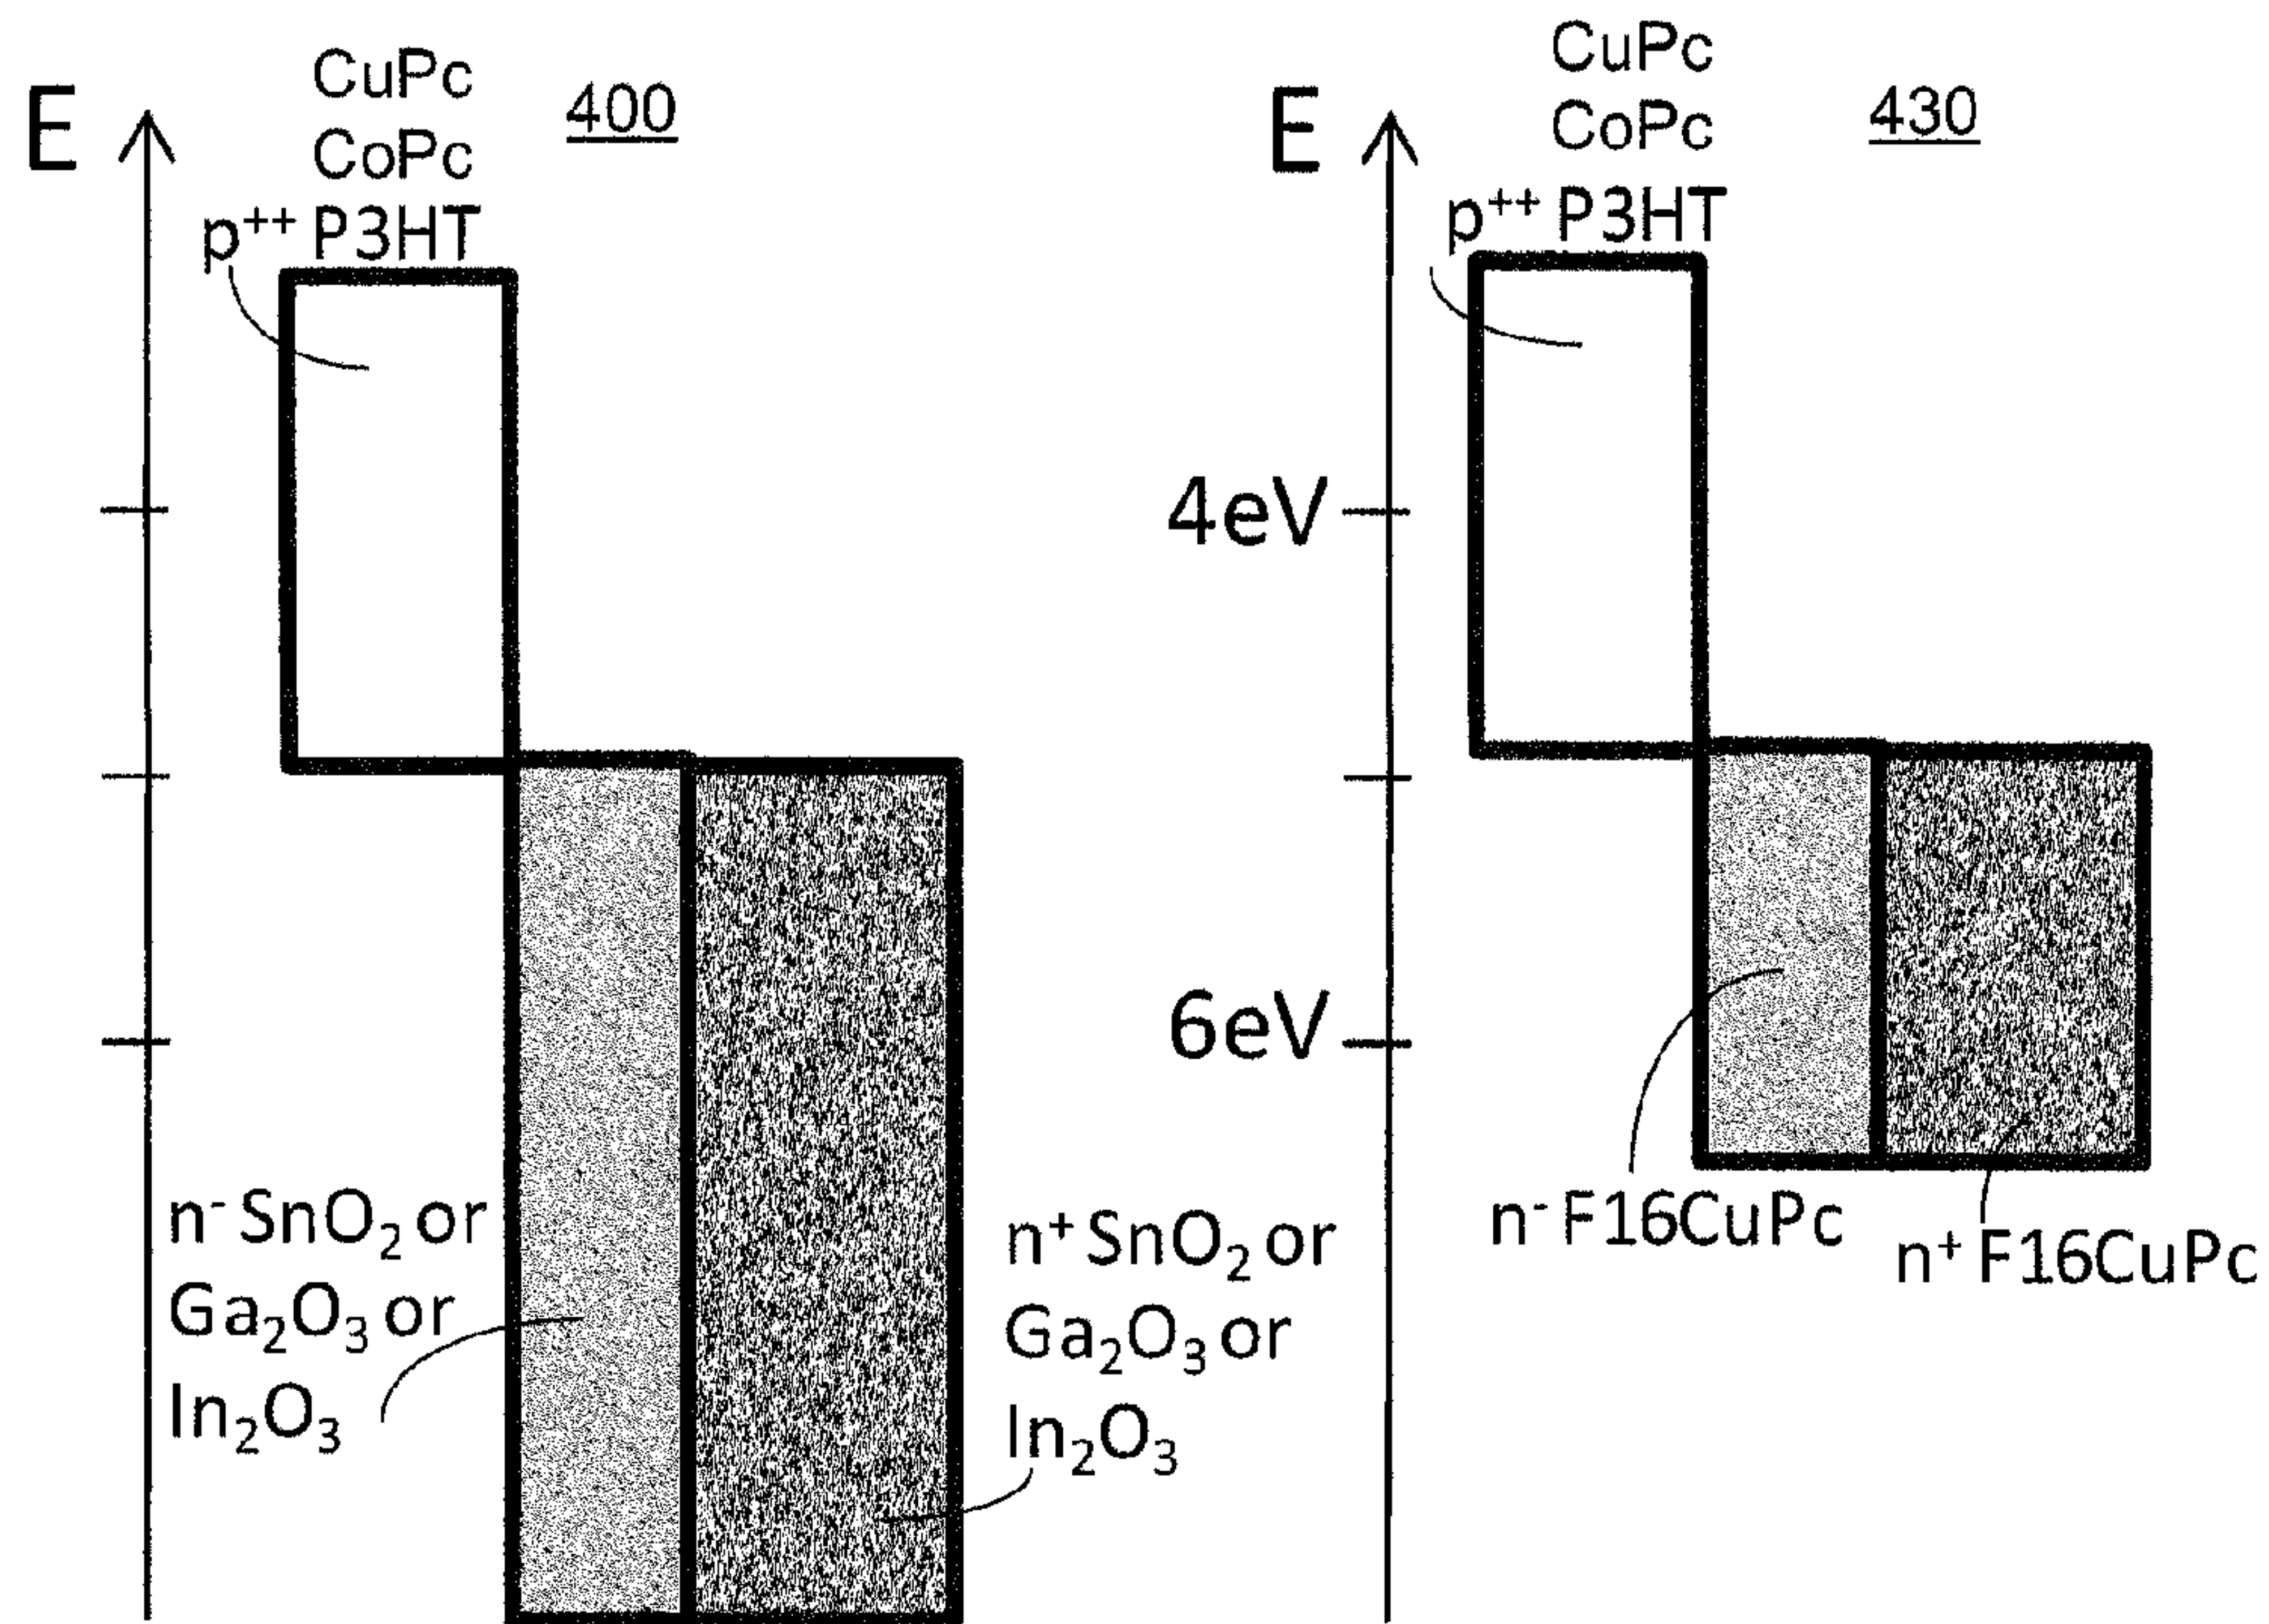 E
CuPc
CoPc
p⁺⁺ P3HT
400
n⁻ SnO₂ or
Ga₂O₃ or
In₂O₃
n⁺ SnO₂ or
Ga₂O₃ or
In₂O₃
E
CuPc
CoPc
p⁺⁺ P3HT
430
4eV
6eV
n⁻ F16CuPc
n⁺ F16CuPc